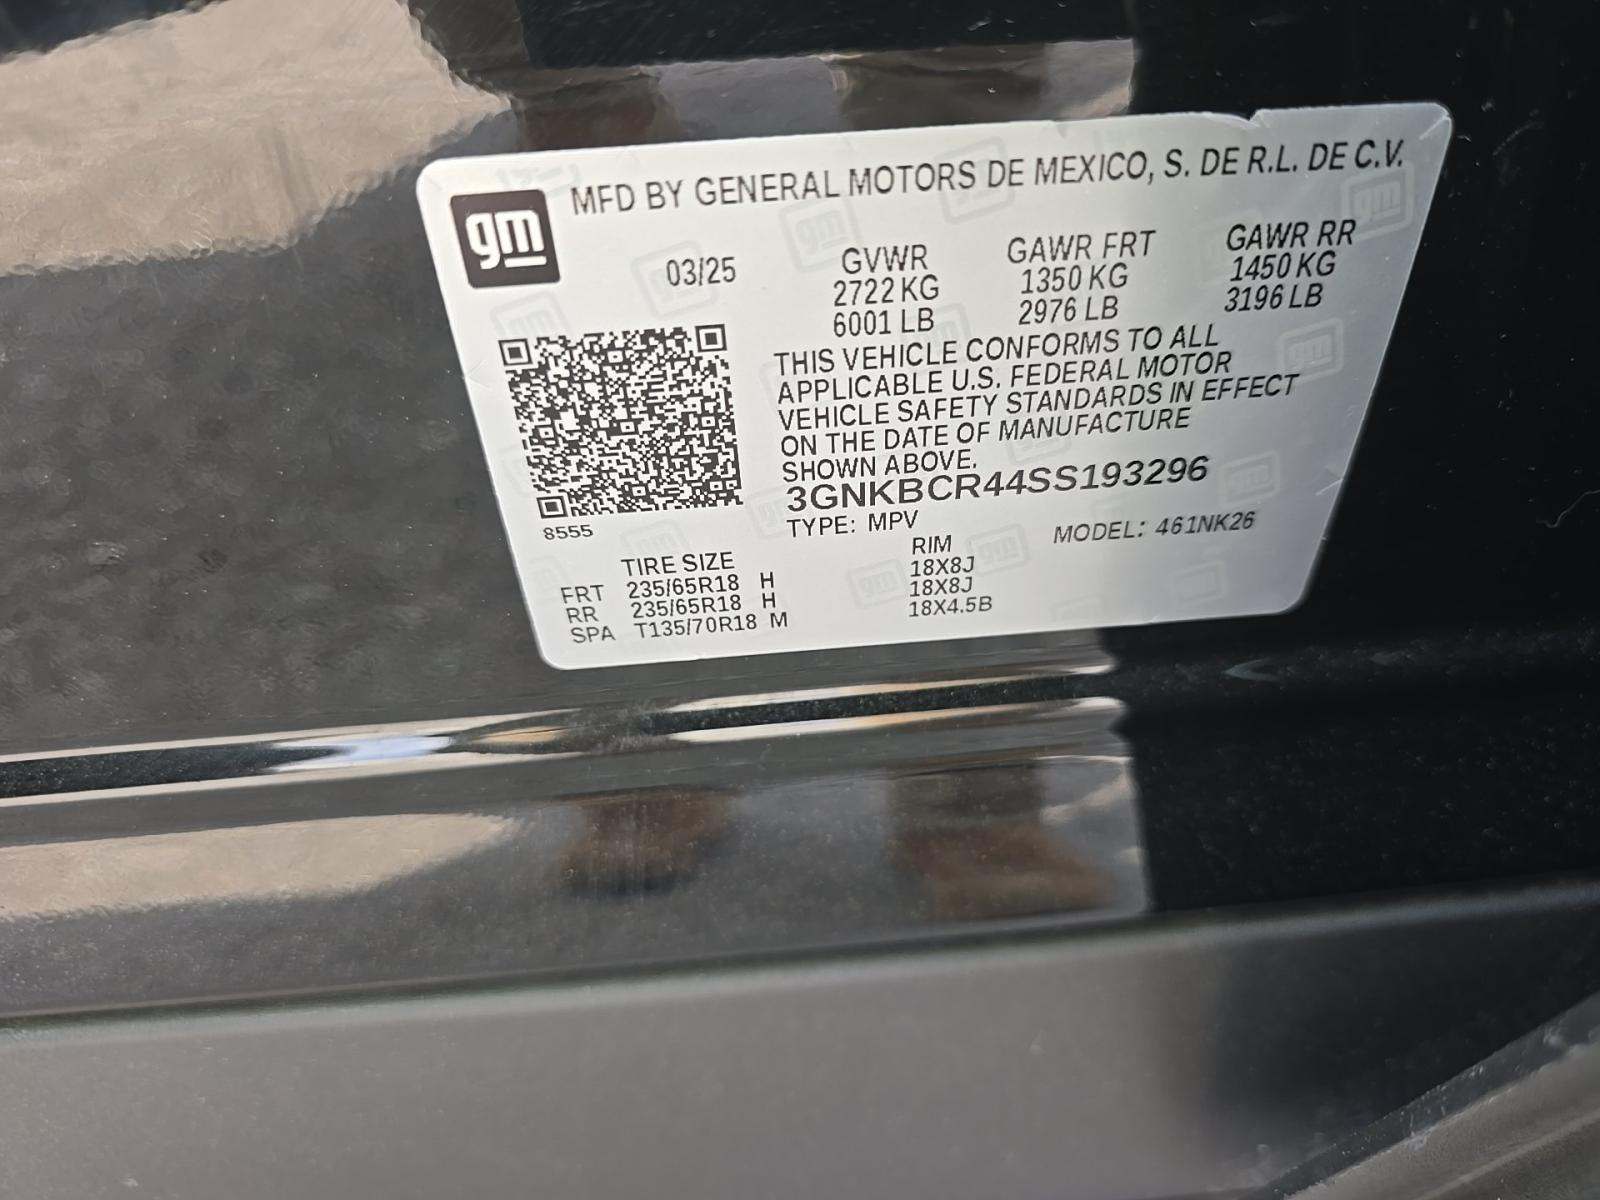 gm
MFD BY GENERAL MOTORS DE MEXICO, S. DE R.L. DE C.V.
03/25
GVWR
2722 KG
6001 LB
GAWR FRT
1350 KG
2976 LB
GAWR RR
1450 KG
3196 LB
THIS VEHICLE CONFORMS TO ALL
APPLICABLE U.S. FEDERAL MOTOR
VEHICLE SAFETY STANDARDS IN EFFECT
ON THE DATE OF MANUFACTURE
SHOWN ABOVE.
3GNKBCR44SS193296
8555
TYPE: MPV
MODEL: 461NK26
TIRE SIZE RIM
FRT 235/65R18 H 18X8J
RR 235/65R18 H 18X8J
SPA T135/70R18 M 18X4.5B